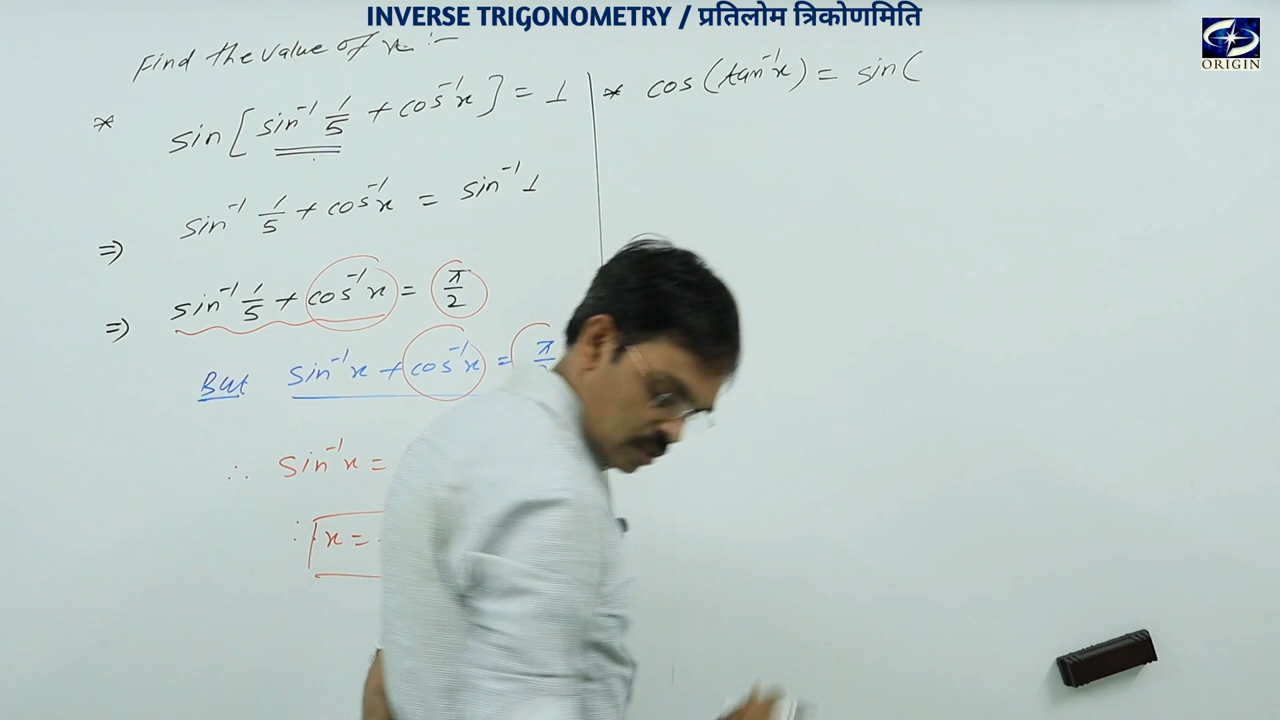 INVERSE TRIGONOMETRY / प्रतिलोम त्रिकोणमिति
ORIGIN
Find the value of x :-
* sin [ sin⁻¹ 1/5 + cos⁻¹x ] = 1
⇒ sin⁻¹ 1/5 + cos⁻¹x = sin⁻¹ 1
⇒ sin⁻¹ 1/5 + cos⁻¹x = π/2
But sin⁻¹x + cos⁻¹x = π
∴ sin⁻¹x =
∴ x =
* cos (tan⁻¹x) = sin (